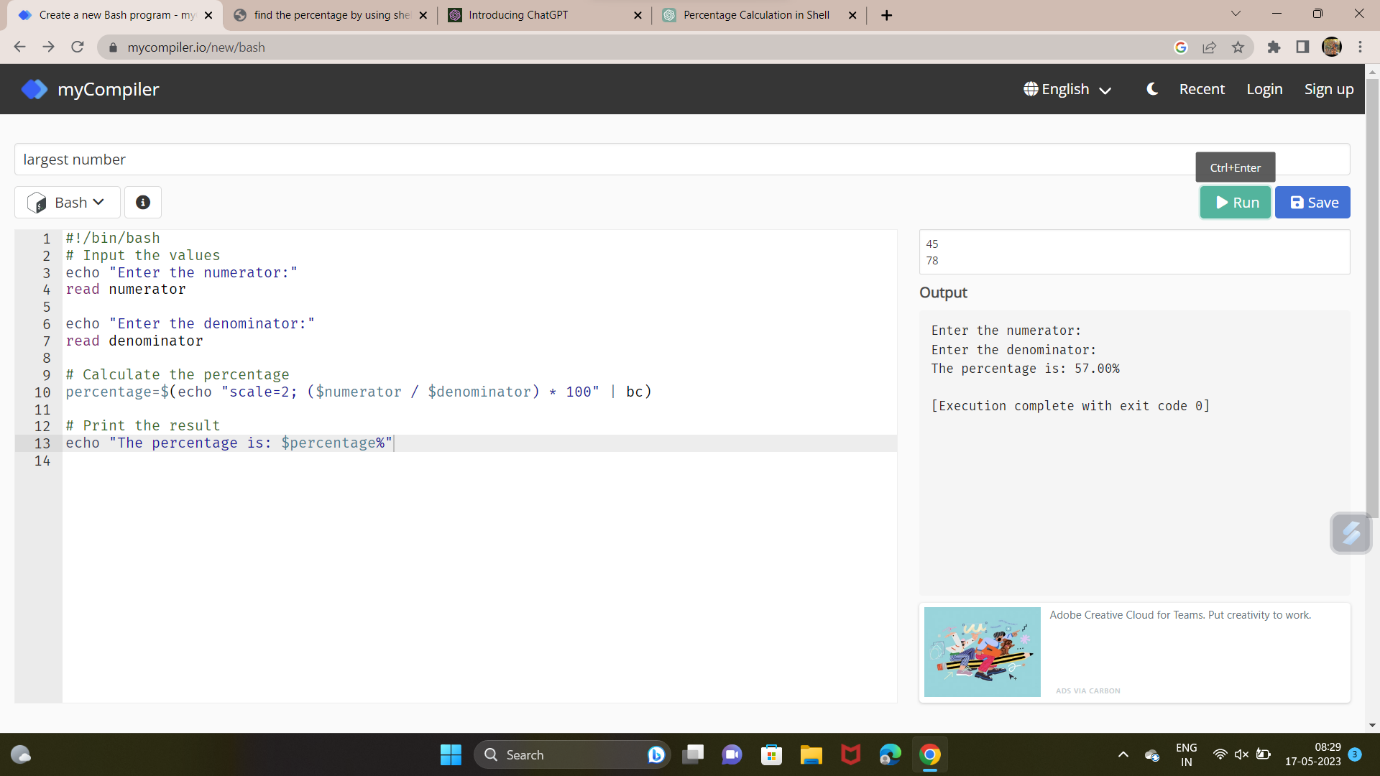 Create a new Bash program - my
find the percentage by using she
Introducing ChatGPT
Percentage Calculation in Shell
mycompiler.io/new/bash
myCompiler
English
Recent
Login
Sign up
largest number
Ctrl+Enter
Bash
Run
Save
1 #!/bin/bash
2 # Input the values
3 echo "Enter the numerator:"
4 read numerator
5
6 echo "Enter the denominator:"
7 read denominator
8
9 # Calculate the percentage
10 percentage=$(echo "scale=2; ($numerator / $denominator) * 100" | bc)
11
12 # Print the result
13 echo "The percentage is: $percentage%"
14
45
78
Output
Enter the numerator:
Enter the denominator:
The percentage is: 57.00%
[Execution complete with exit code 0]
Adobe Creative Cloud for Teams. Put creativity to work.
ADS VIA CARBON
Search
ENG
IN
08:29
17-05-2023
3